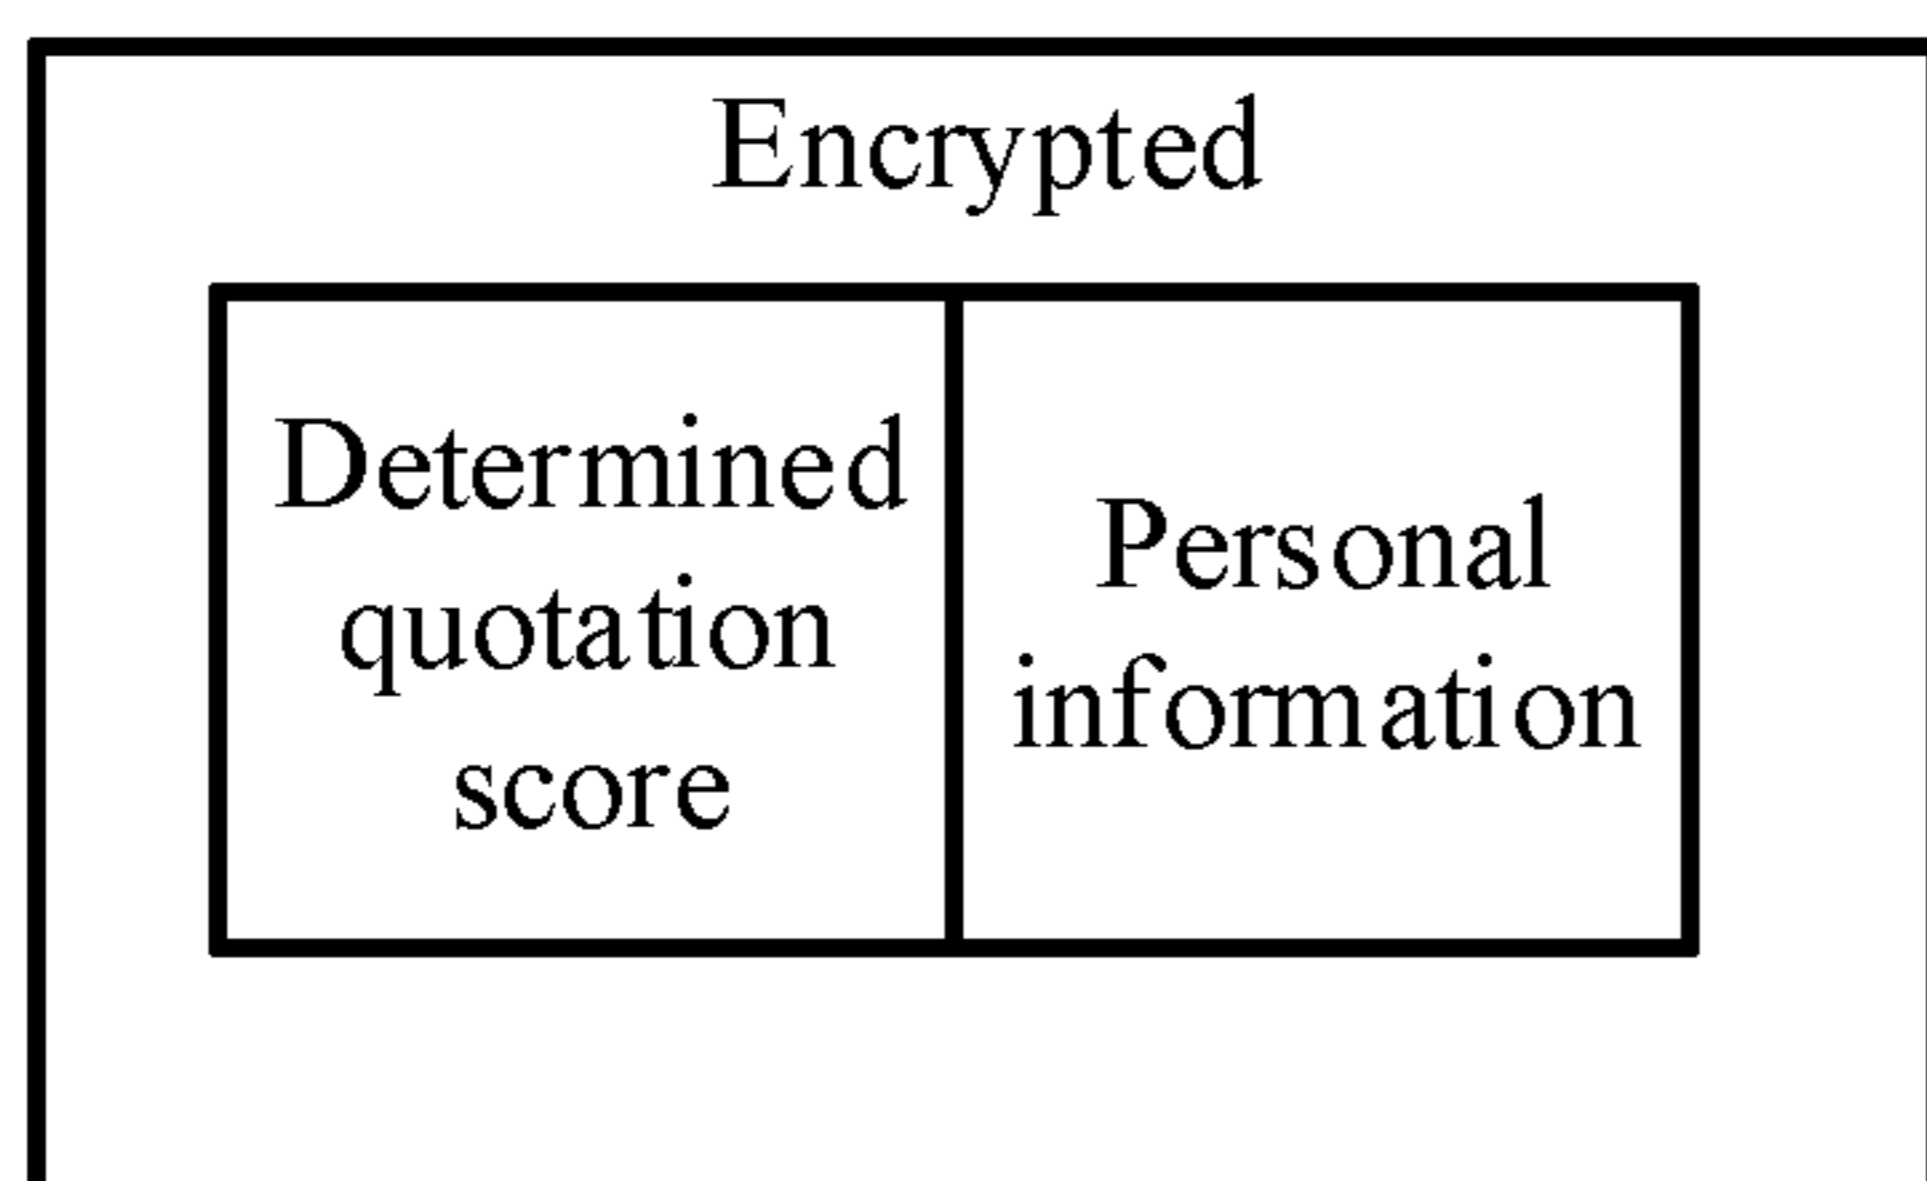 Encrypted
Determined
quotation
score
Personal
information